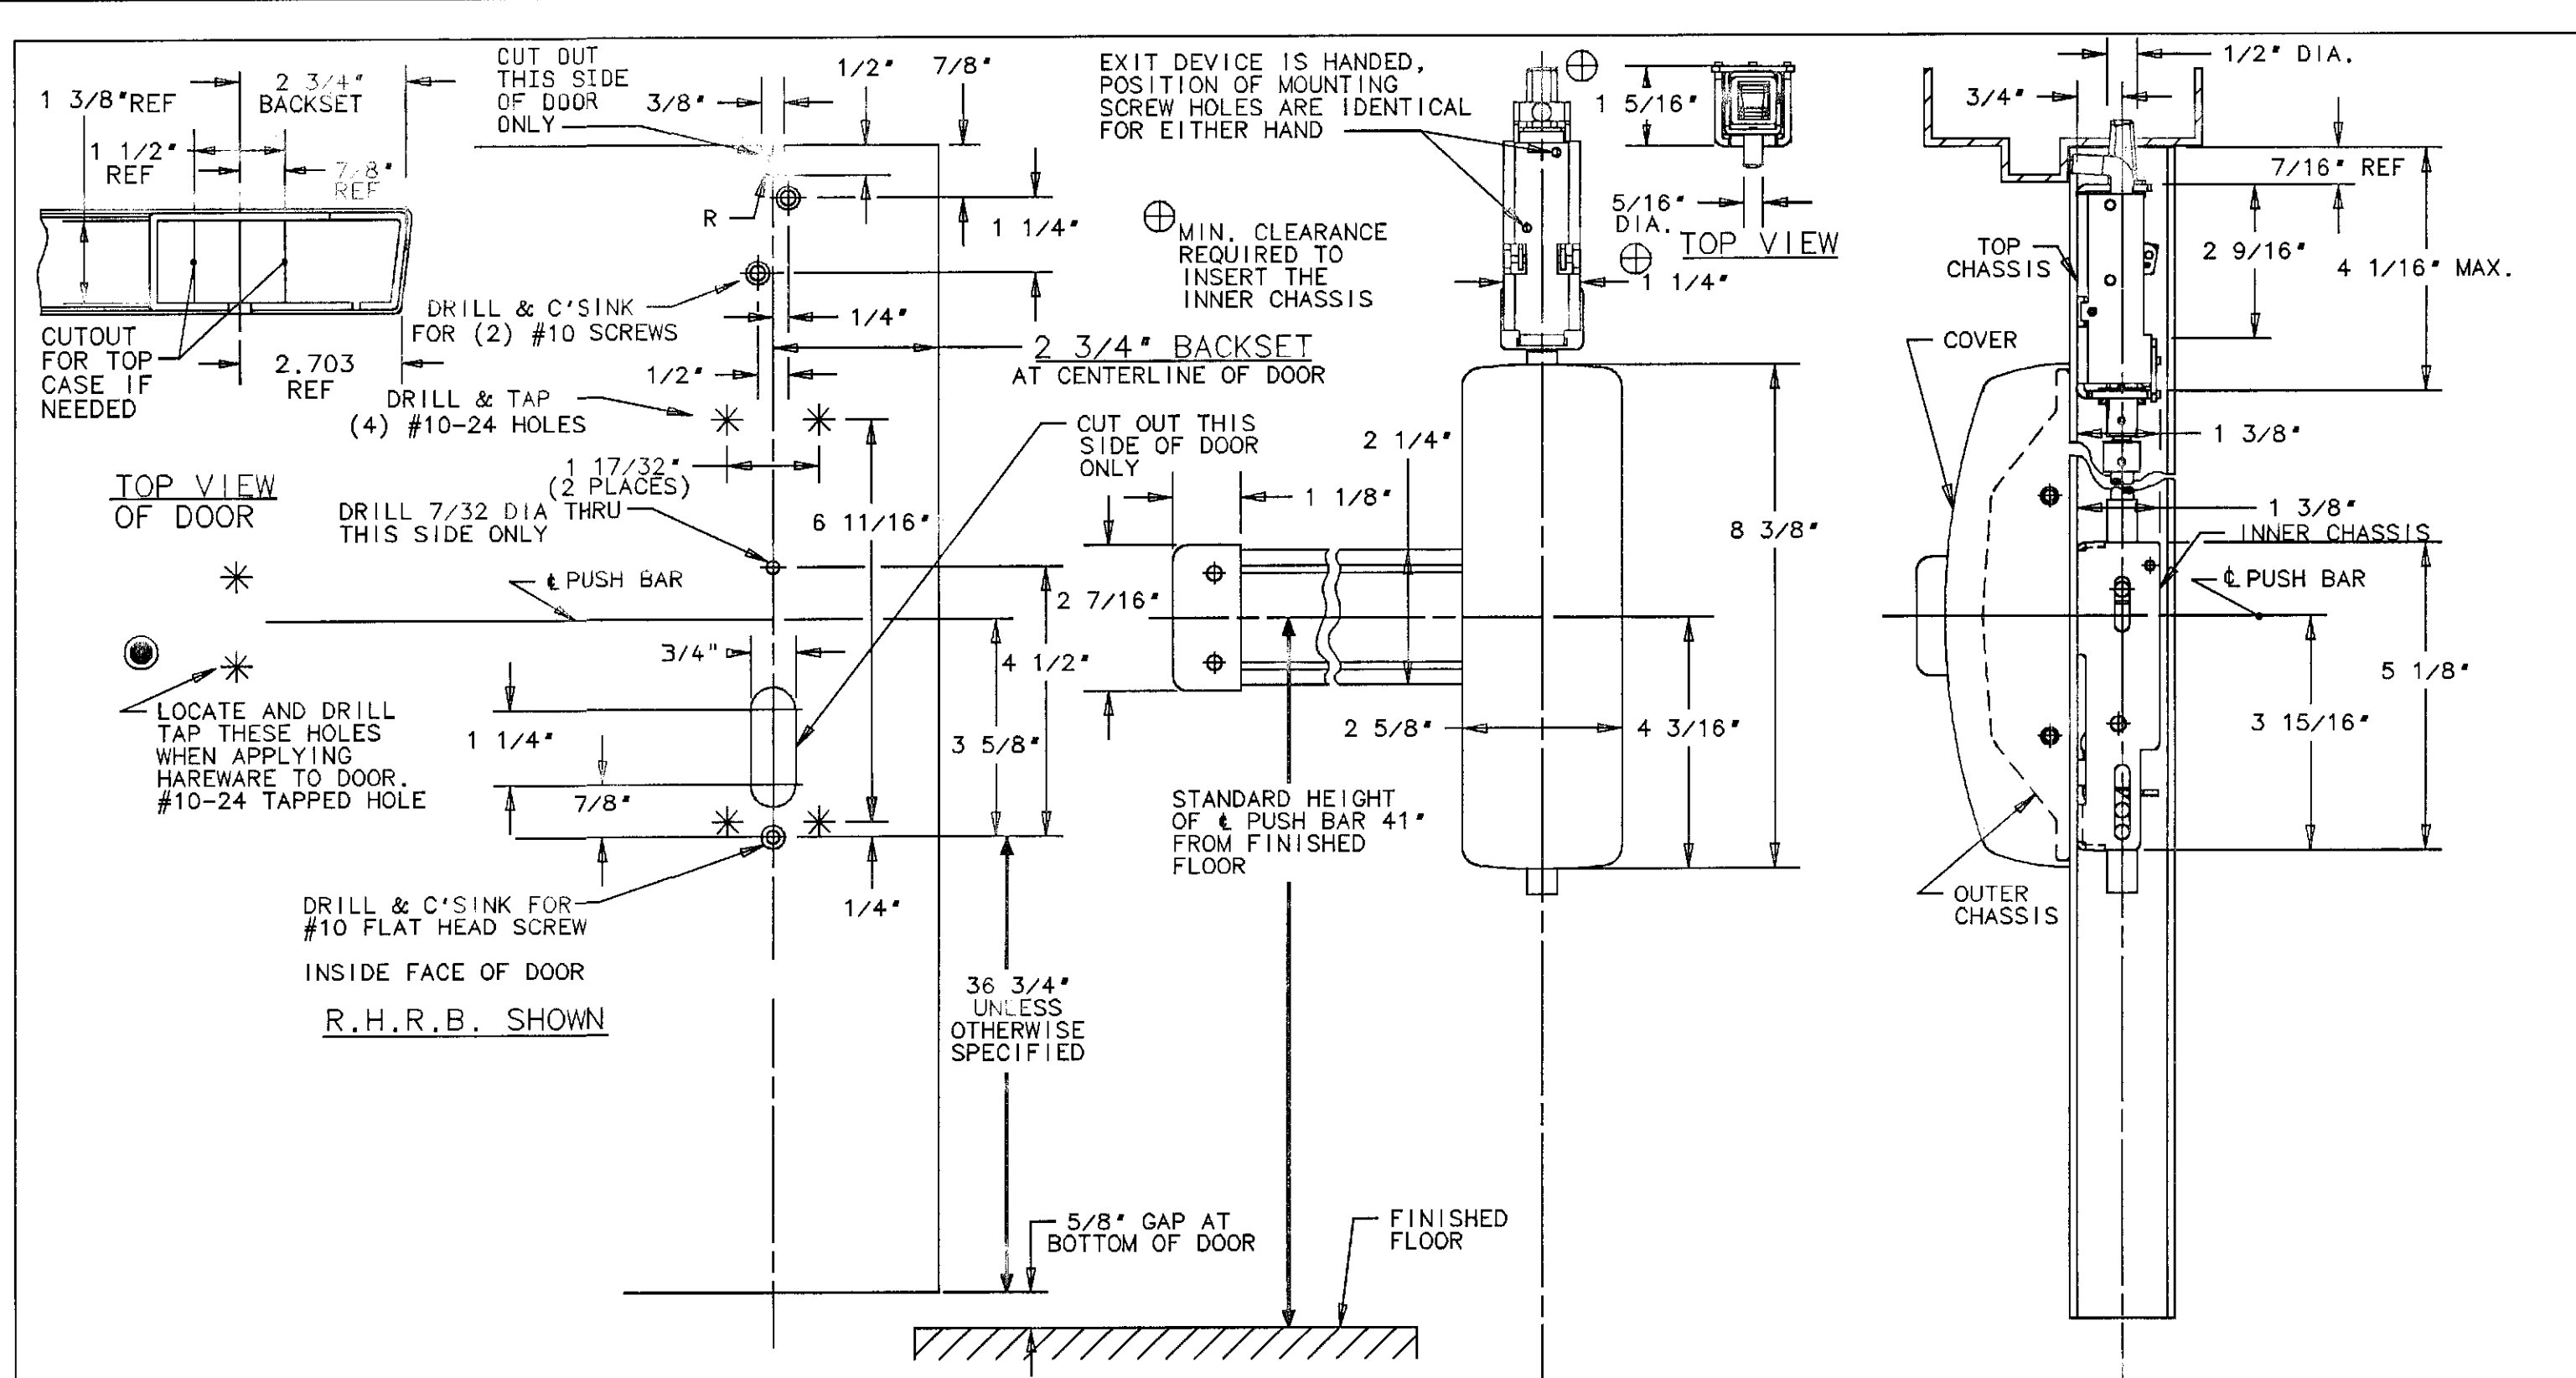 1 3/8" REF
2 3/4"
BACKSET
1 1/2"
REF
7/8"
REF
CUTOUT
FOR TOP
CASE IF
NEEDED
2.703
REF
TOP VIEW
OF DOOR
LOCATE AND DRILL
TAP THESE HOLES
WHEN APPLYING
HAREWARE TO DOOR.
#10-24 TAPPED HOLE
CUT OUT
THIS SIDE
OF DOOR
ONLY
3/8"
1/2"
7/8"
R
1 1/4"
DRILL & C'SINK
FOR (2) #10 SCREWS
1/4"
2 3/4" BACKSET
AT CENTERLINE OF DOOR
1/2"
DRILL & TAP
(4) #10-24 HOLES
1 17/32"
(2 PLACES)
DRILL 7/32 DIA THRU
THIS SIDE ONLY
6 11/16"
CUT OUT THIS
SIDE OF DOOR
ONLY
℄ PUSH BAR
3/4"
4 1/2"
1 1/4"
3 5/8"
7/8"
1/4"
DRILL & C'SINK FOR
#10 FLAT HEAD SCREW
INSIDE FACE OF DOOR
R.H.R.B. SHOWN
36 3/4"
UNLESS
OTHERWISE
SPECIFIED
5/8" GAP AT
BOTTOM OF DOOR
FINISHED
FLOOR
EXIT DEVICE IS HANDED,
POSITION OF MOUNTING
SCREW HOLES ARE IDENTICAL
FOR EITHER HAND
MIN. CLEARANCE
REQUIRED TO
INSERT THE
INNER CHASSIS
1 5/16"
5/16"
DIA.
TOP VIEW
1 1/4"
2 1/4"
1 1/8"
2 7/16"
8 3/8"
2 5/8"
4 3/16"
STANDARD HEIGHT
OF ℄ PUSH BAR 41"
FROM FINISHED
FLOOR
1/2" DIA.
3/4"
7/16" REF
TOP
CHASSIS
2 9/16"
4 1/16" MAX.
COVER
1 3/8"
1 3/8"
INNER CHASSIS
℄ PUSH BAR
5 1/8"
3 15/16"
OUTER
CHASSIS